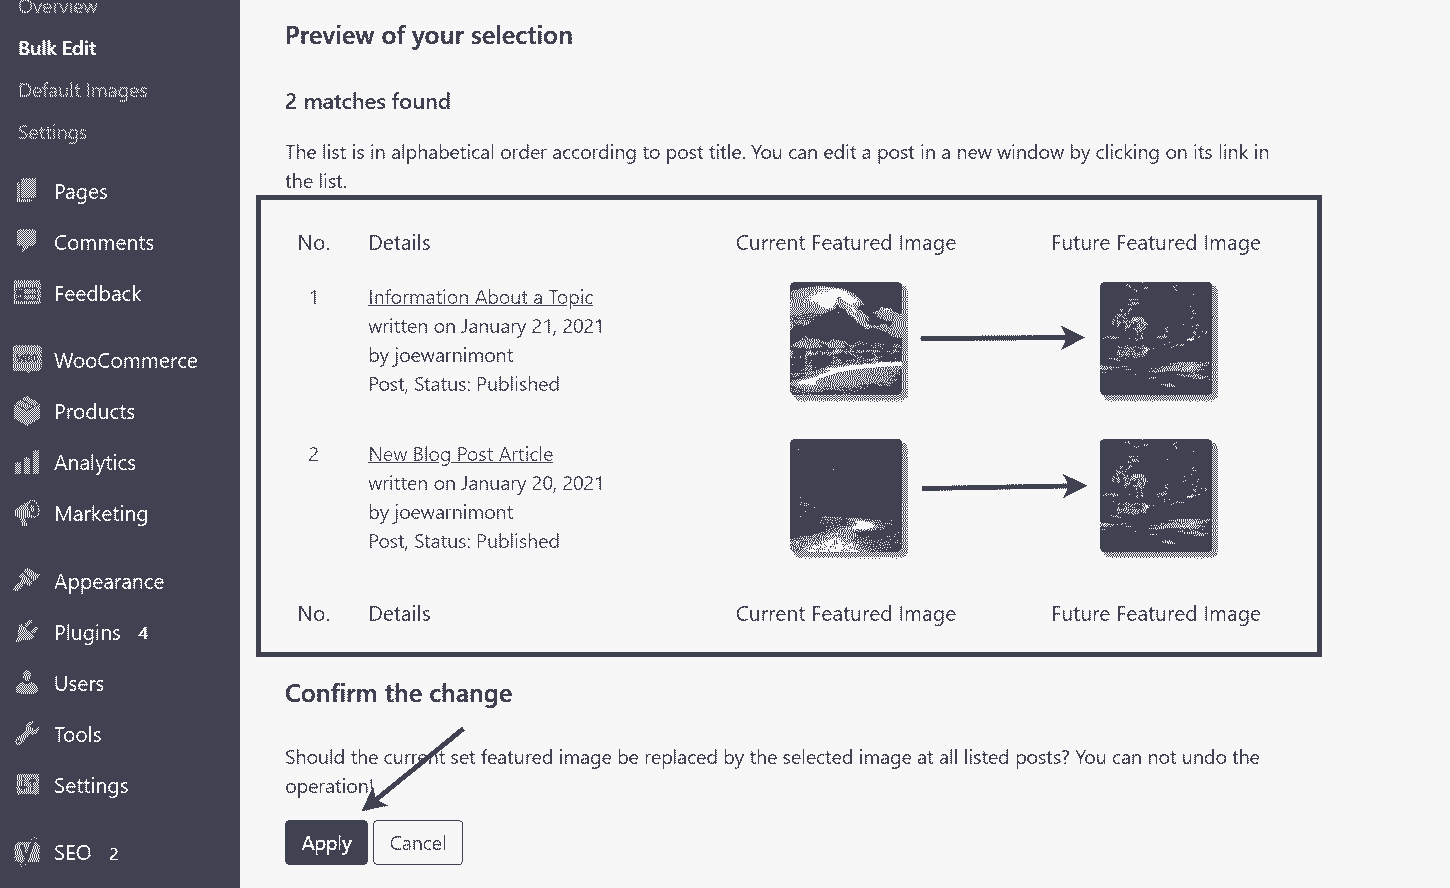 Overview
Bulk Edit
Default Images
Settings
Pages
Comments
Feedback
WooCommerce
Products
Analytics
Marketing
Appearance
Plugins 4
Users
Tools
Settings
SEO 2
Preview of your selection
2 matches found
The list is in alphabetical order according to post title. You can edit a post in a new window by clicking on its link in
the list.
No. Details Current Featured Image Future Featured Image
1 Information About a Topic
written on January 21, 2021
by joewarnimont
Post, Status: Published
2 New Blog Post Article
written on January 20, 2021
by joewarnimont
Post, Status: Published
No. Details Current Featured Image Future Featured Image
Confirm the change
Should the current set featured image be replaced by the selected image at all listed posts? You can not undo the
operation!
Apply Cancel